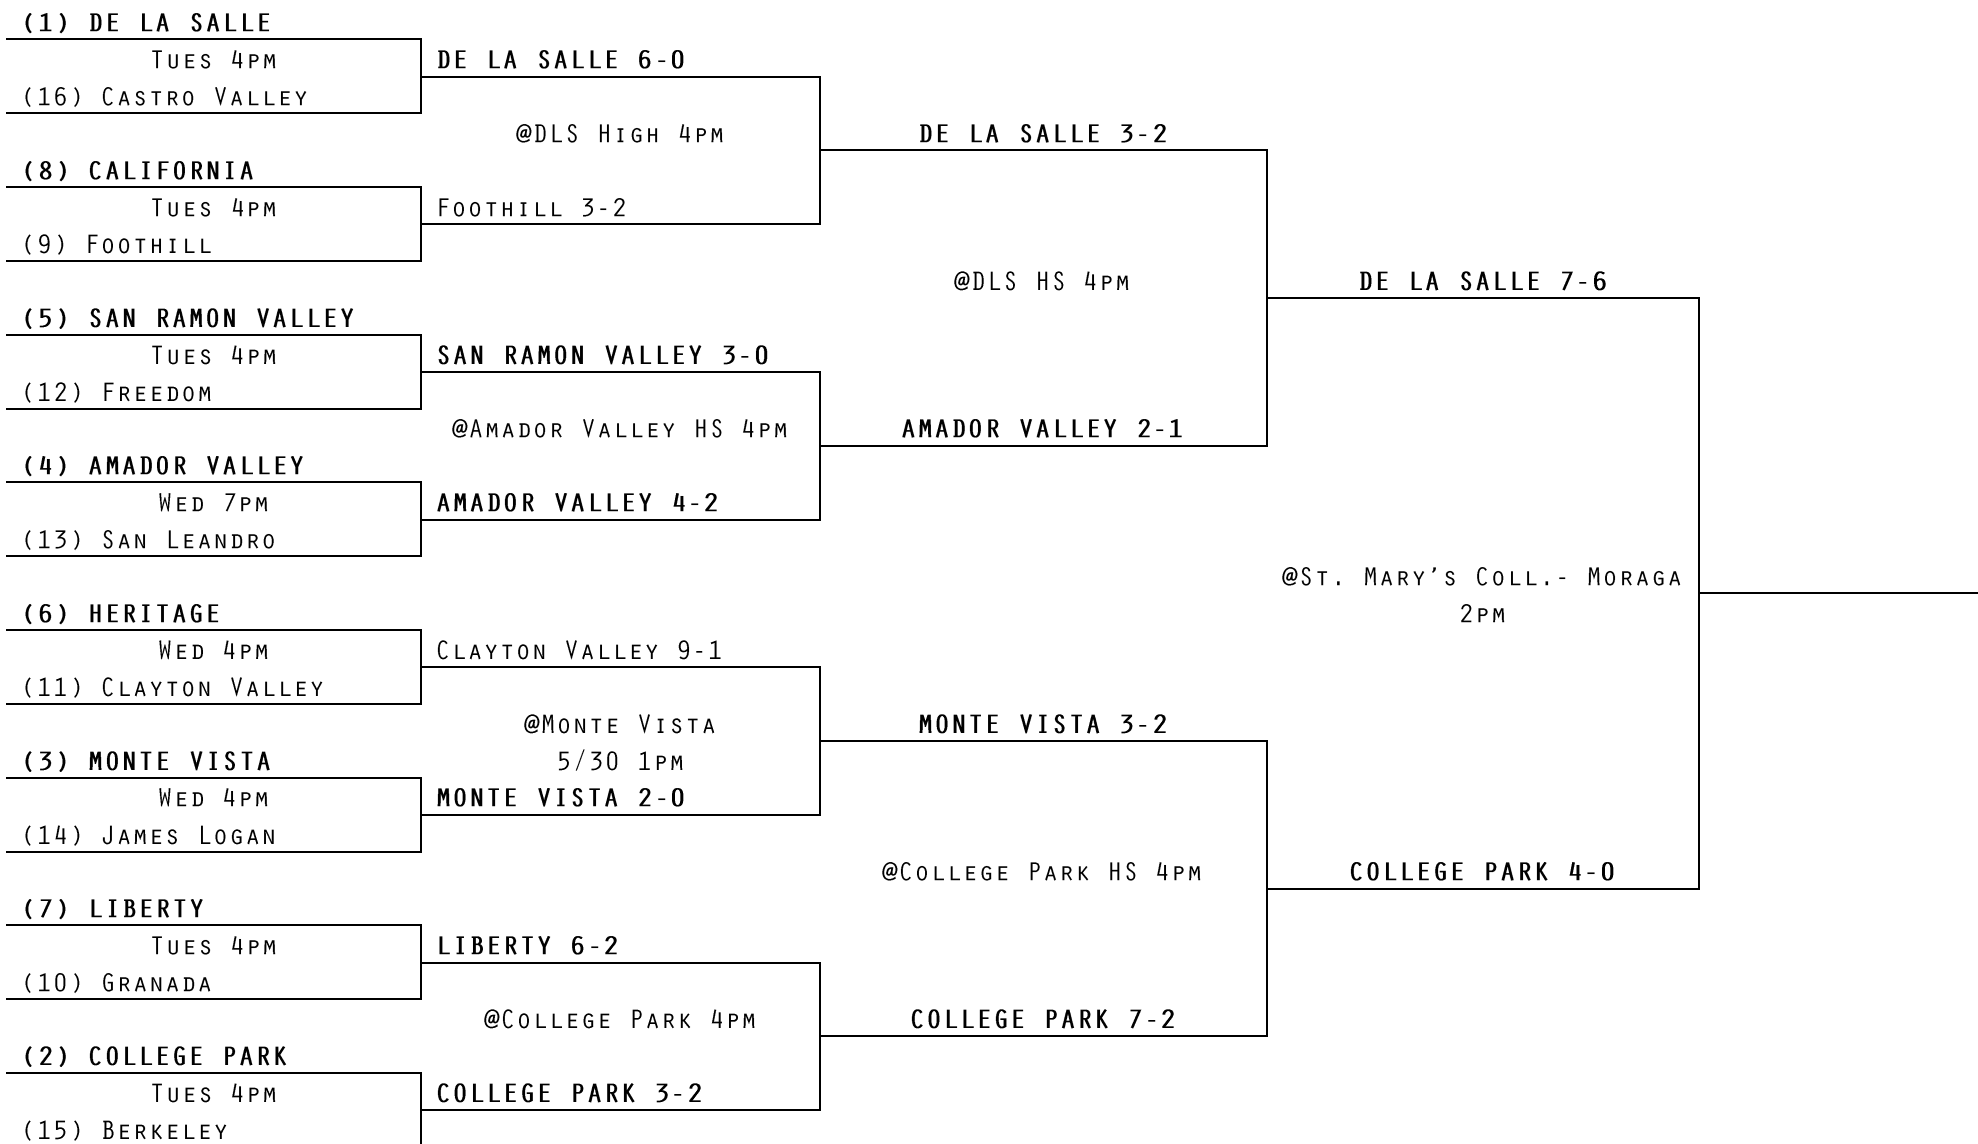 (1) DE LA SALLE
Tues 4pm
DE LA SALLE 6-0
(16) Castro Valley
@DLS High 4pm
DE LA SALLE 3-2
(8) CALIFORNIA
Tues 4pm
Foothill 3-2
(9) Foothill
@DLS HS 4pm
DE LA SALLE 7-6
(5) SAN RAMON VALLEY
Tues 4pm
SAN RAMON VALLEY 3-0
(12) Freedom
@Amador Valley HS 4pm
AMADOR VALLEY 2-1
(4) AMADOR VALLEY
Wed 7pm
AMADOR VALLEY 4-2
(13) San Leandro
@St. Mary's Coll.- Moraga
2pm
(6) HERITAGE
Wed 4pm
Clayton Valley 9-1
(11) Clayton Valley
@Monte Vista
MONTE VISTA 3-2
(3) MONTE VISTA
5/30 1pm
Wed 4pm
MONTE VISTA 2-0
(14) James Logan
@College Park HS 4pm
COLLEGE PARK 4-0
(7) LIBERTY
Tues 4pm
LIBERTY 6-2
(10) Granada
@College Park 4pm
COLLEGE PARK 7-2
(2) COLLEGE PARK
Tues 4pm
COLLEGE PARK 3-2
(15) Berkeley